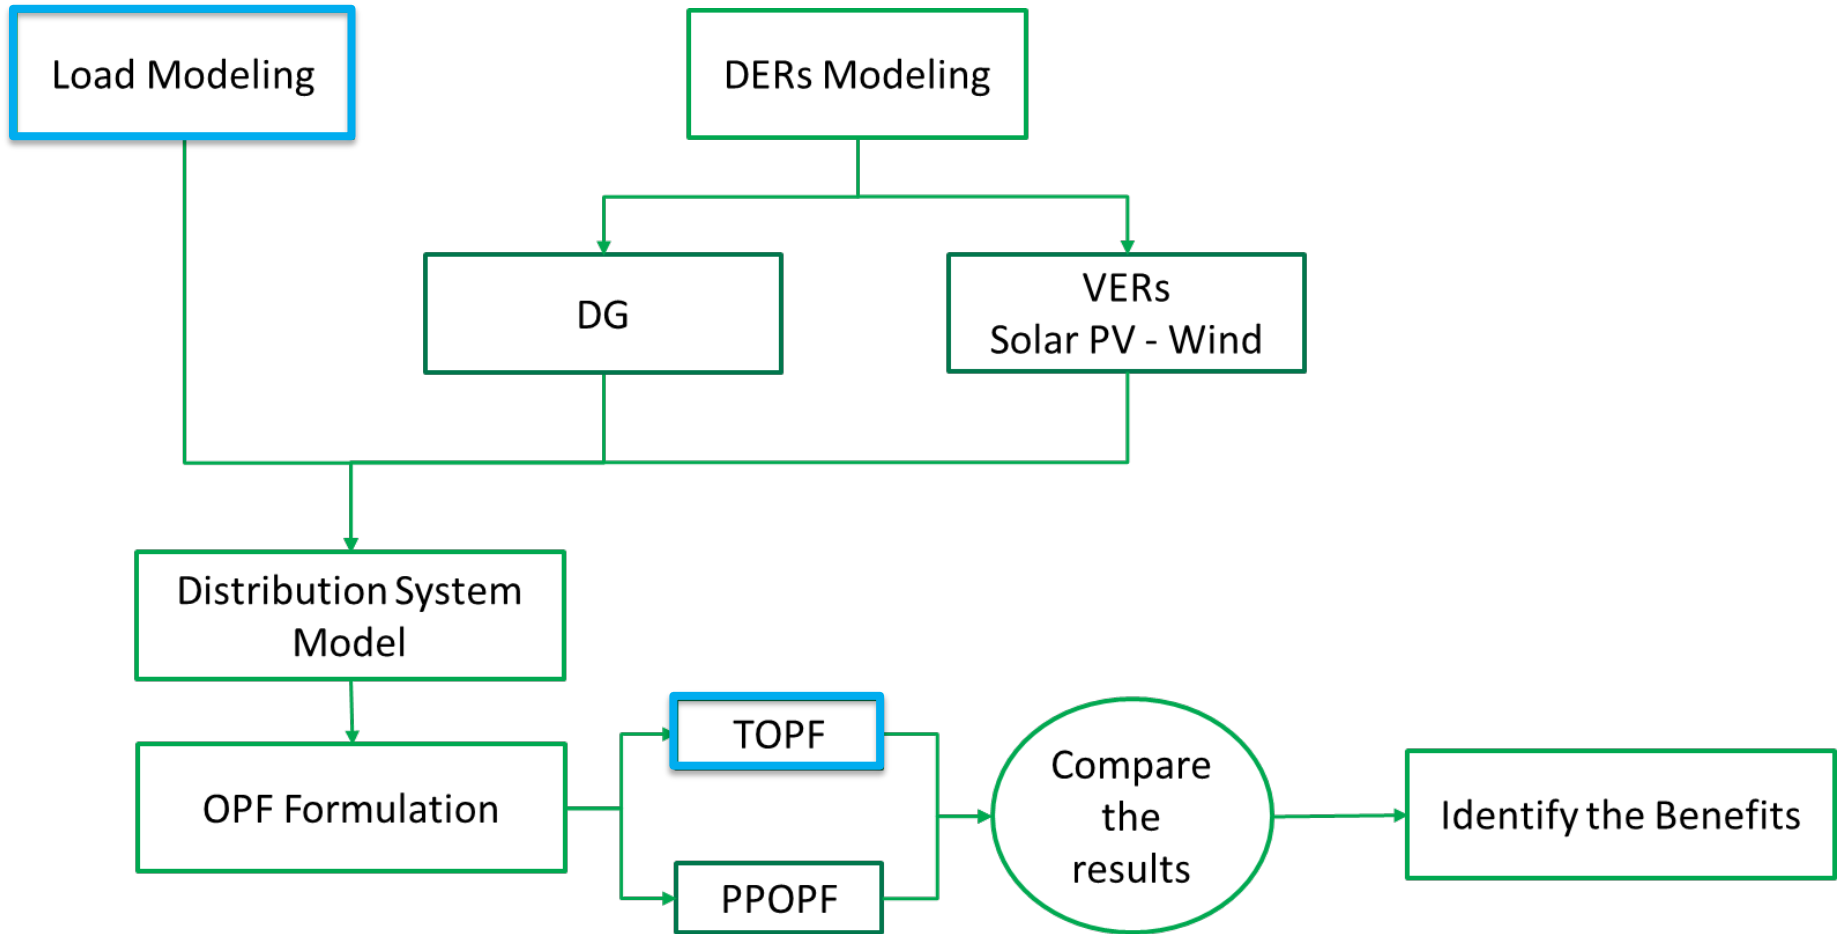 Load Modeling
DERs Modeling
DG
VERs
Solar PV - Wind
Distribution System
Model
OPF Formulation
TOPF
PPOPF
Compare
the
results
Identify the Benefits